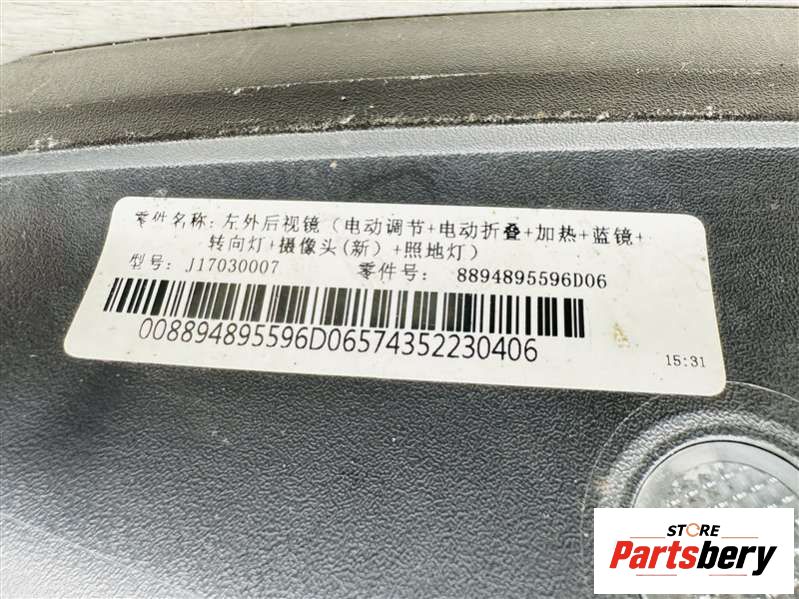 零件名称: 左外后视镜（电动调节+电动折叠+加热+蓝镜+
转向灯+摄像头(新）+照地灯）
型号: J17030007 零件号: 8894895596D06
008894895596D06574352230406
15:31
STORE
Partsbery